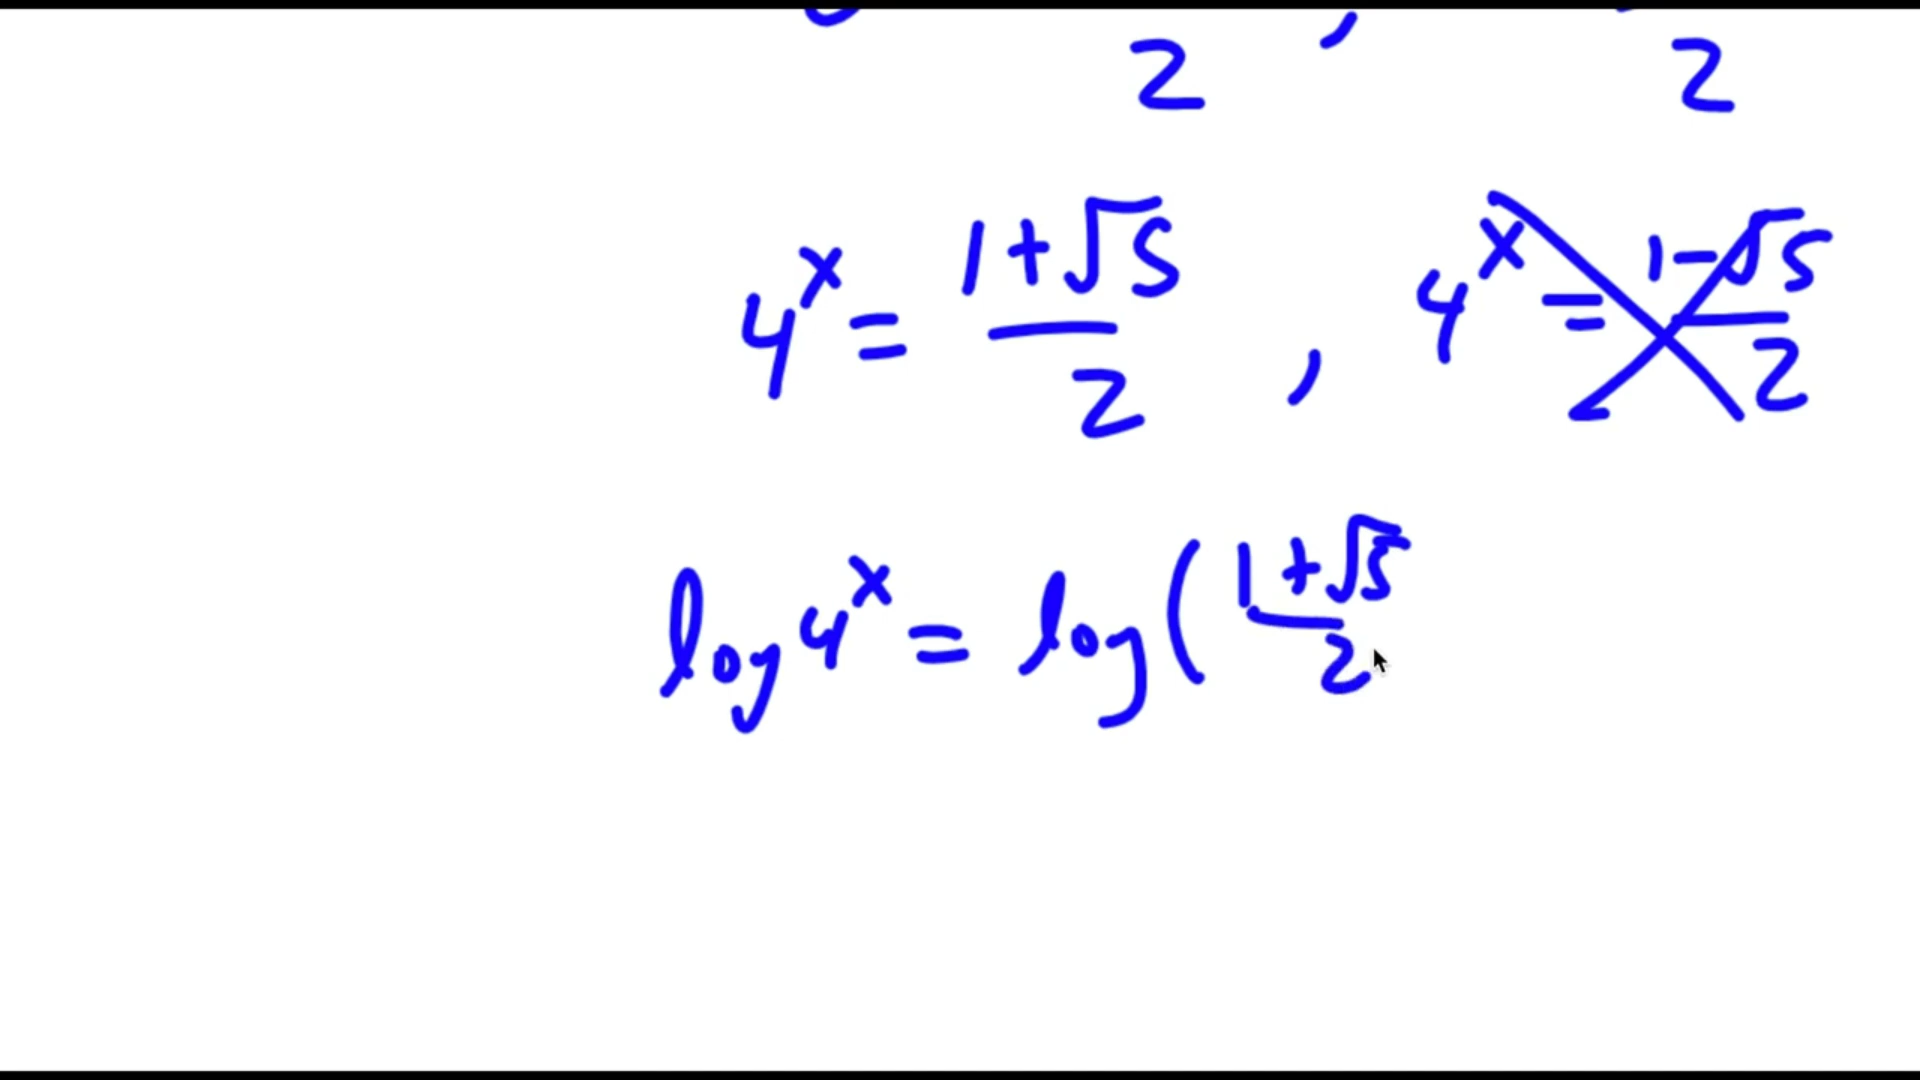 2 , 2
4^x = (1+√5)/2 , 4^x = (1-√5)/2
log 4^x = log( (1+√5)/2